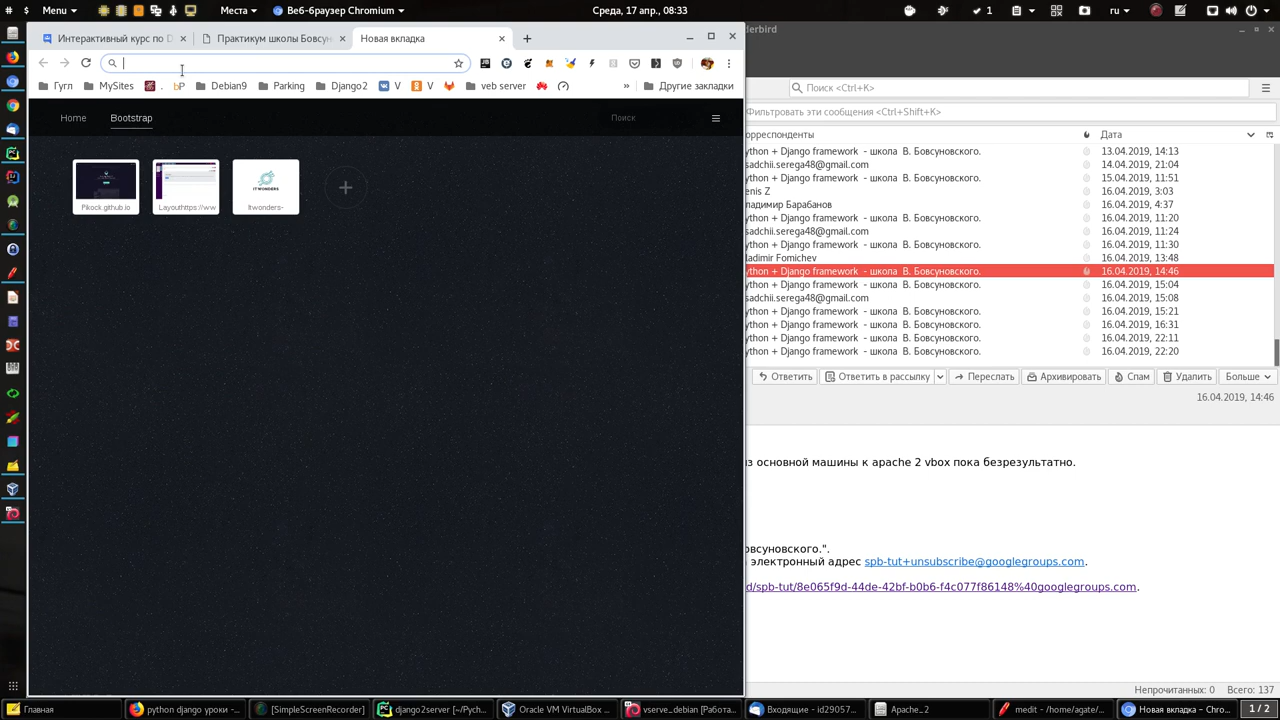 Меню
Места
Веб-браузер Chromium
Среда, 17 апр., 08:33
ru
Интерактивный курс по D
Практикум школы Бовсун
Новая вкладка
derbird
Поиск <Ctrl+K>
Гугл
MySites
.
Debian9
Parking
Django2
V
V
veb server
»
Другие закладки
Фильтровать эти сообщения <Ctrl+Shift+K>
Home
Bootstrap
Поиск
орреспонденты
Дата
ython + Django framework - школа В. Бовсуновского.
13.04.2019, 14:13
sadchii.serega48@gmail.com
14.04.2019, 21:04
ython + Django framework - школа В. Бовсуновского.
15.04.2019, 11:51
enis Z
16.04.2019, 3:03
ладимир Барабанов
16.04.2019, 4:37
ython + Django framework - школа В. Бовсуновского.
16.04.2019, 11:20
sadchii.serega48@gmail.com
16.04.2019, 11:24
ython + Django framework - школа В. Бовсуновского.
16.04.2019, 11:30
ladimir Fomichev
16.04.2019, 13:48
ython + Django framework - школа В. Бовсуновского.
16.04.2019, 14:46
ython + Django framework - школа В. Бовсуновского.
16.04.2019, 15:04
sadchii.serega48@gmail.com
16.04.2019, 15:08
ython + Django framework - школа В. Бовсуновского.
16.04.2019, 15:21
ython + Django framework - школа В. Бовсуновского.
16.04.2019, 16:31
ython + Django framework - школа В. Бовсуновского.
16.04.2019, 22:11
ython + Django framework - школа В. Бовсуновского.
16.04.2019, 22:20
Pikock.github.io
Layouthttps://ww
ITWONDERS
Itwonders-
Ответить
Ответить в рассылку
Переслать
Архивировать
Спам
Удалить
Больше
16.04.2019, 14:46
из основной машины к apache 2 vbox пока безрезультатно.
овсуновского.".
электронный адрес spb-tut+unsubscribe@googlegroups.com.
d/spb-tut/8e065f9d-44de-42bf-b0b6-f4c077f86148%40googlegroups.com.
Непрочитанных: 0
Всего: 137
Главная
python django уроки -...
[SimpleScreenRecorder]
django2server [~/Pych...
Oracle VM VirtualBox ...
vserve_debian [Работа...
Входящие - id29057...
Apache_2
medit - /home/agate/...
Новая вкладка – Chro...
1 / 2